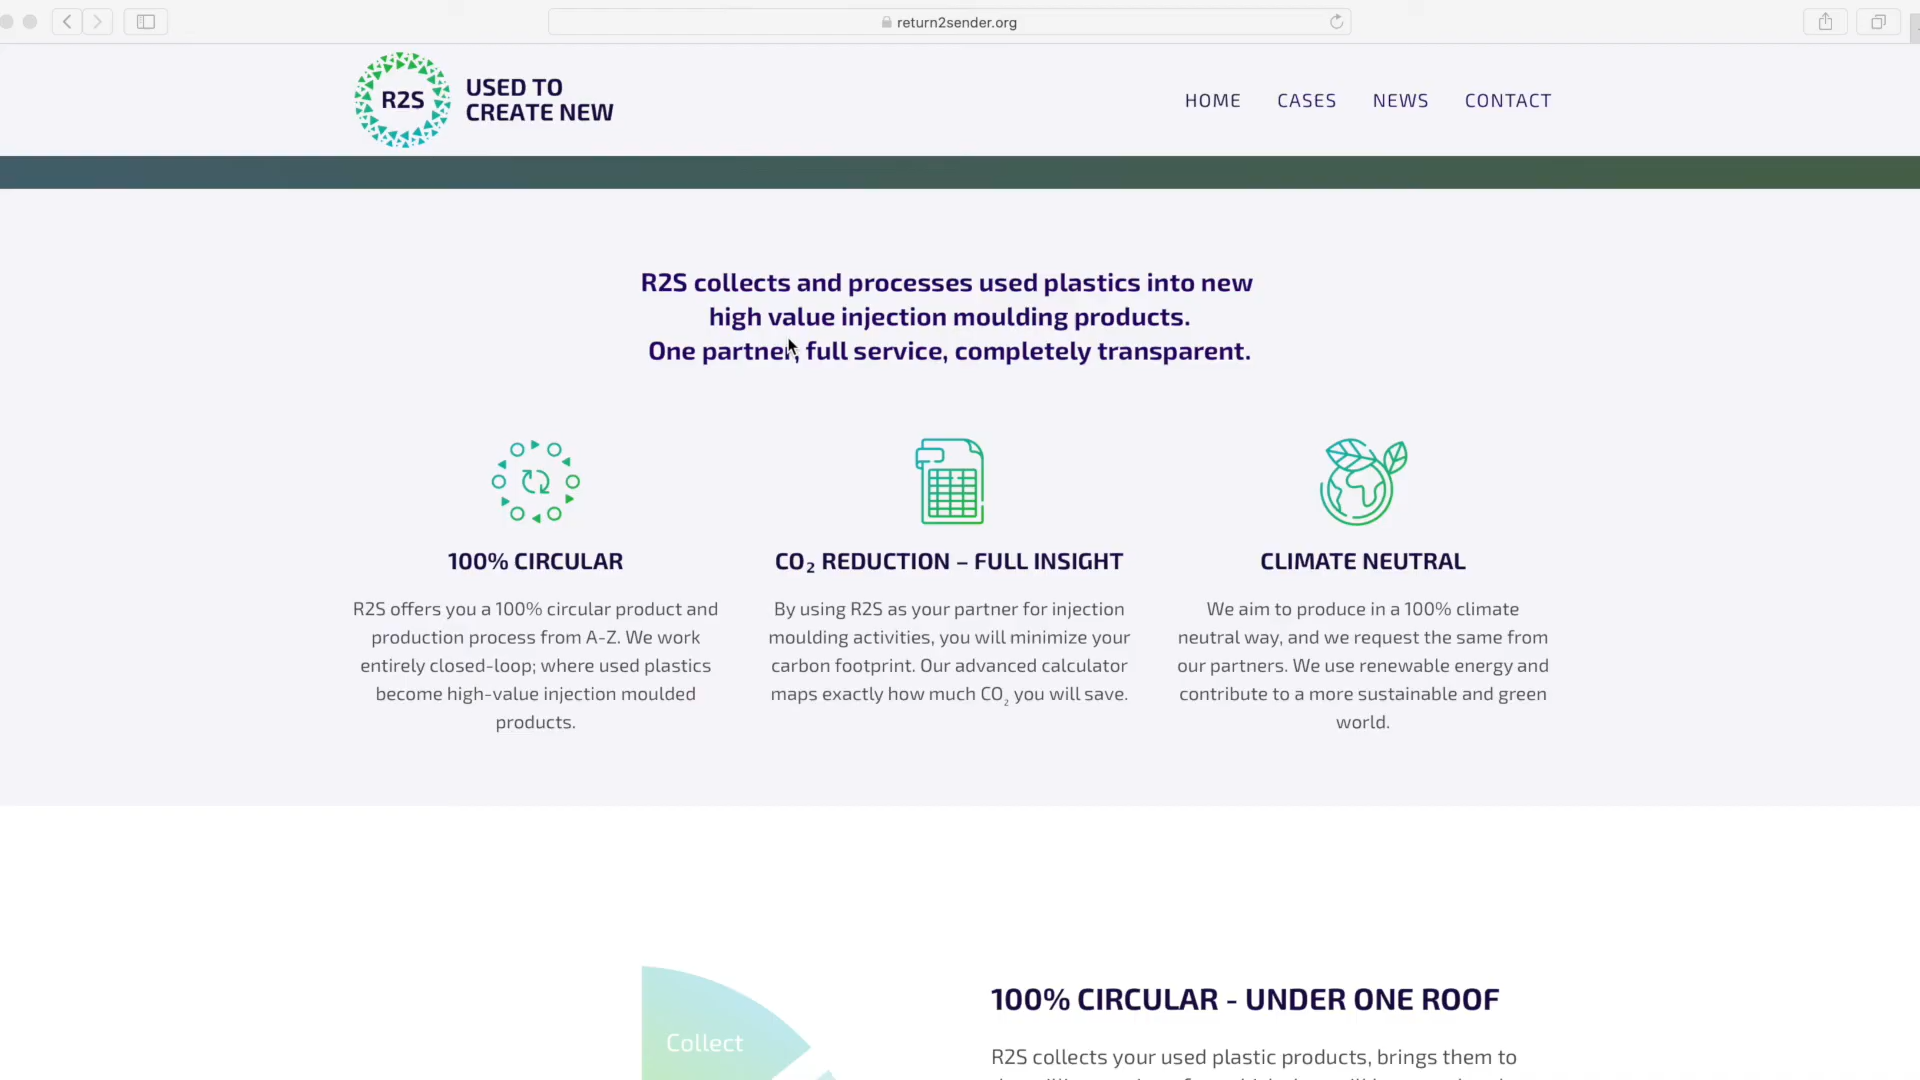 return2sender.org
R2S
USED TO
CREATE NEW
HOME CASES NEWS CONTACT
R2S collects and processes used plastics into new
high value injection moulding products.
One partner, full service, completely transparent.
100% CIRCULAR
R2S offers you a 100% circular product and
production process from A-Z. We work
entirely closed-loop; where used plastics
become high-value injection moulded
products.
CO₂ REDUCTION – FULL INSIGHT
By using R2S as your partner for injection
moulding activities, you will minimize your
carbon footprint. Our advanced calculator
maps exactly how much CO₂ you will save.
CLIMATE NEUTRAL
We aim to produce in a 100% climate
neutral way, and we request the same from
our partners. We use renewable energy and
contribute to a more sustainable and green
world.
Collect
100% CIRCULAR - UNDER ONE ROOF
R2S collects your used plastic products, brings them to